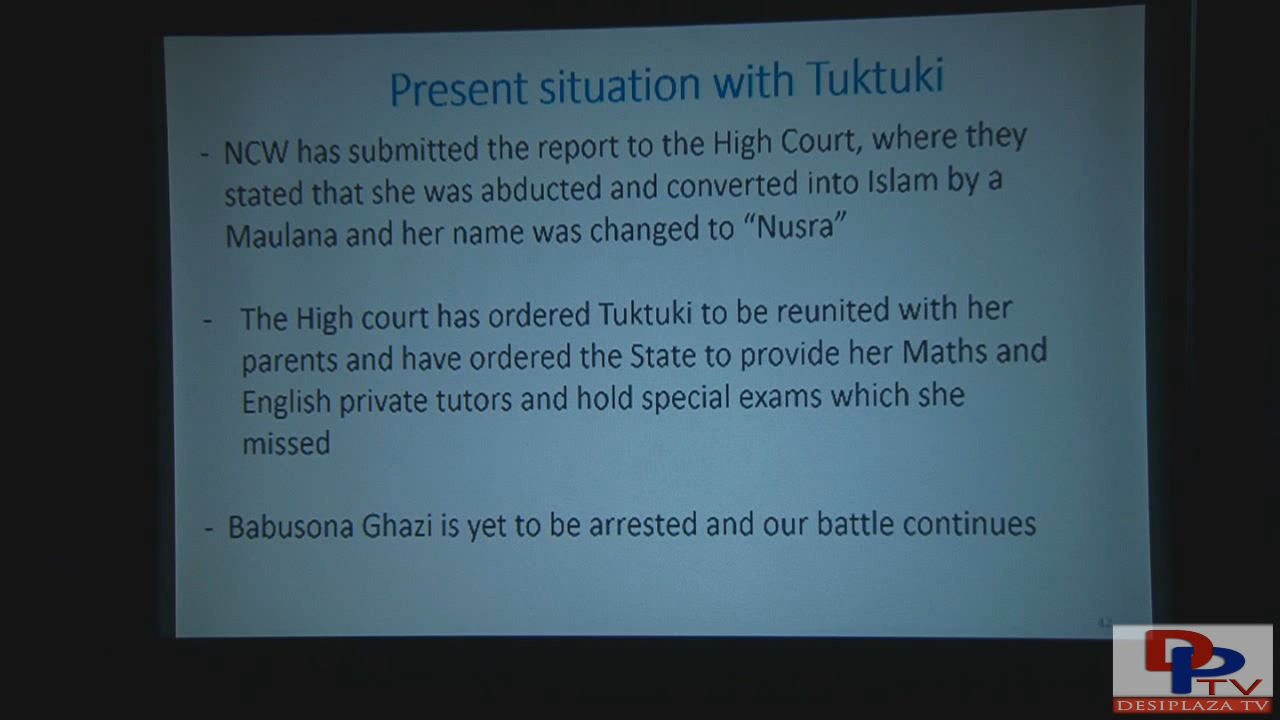 Present situation with Tuktuki
- NCW has submitted the report to the High Court, where they
stated that she was abducted and converted into Islam by a
Maulana and her name was changed to “Nusra”
- The High court has ordered Tuktuki to be reunited with her
parents and have ordered the State to provide her Maths and
English private tutors and hold special exams which she
missed
- Babusona Ghazi is yet to be arrested and our battle continues
DP
TV
DESIPLAZA TV